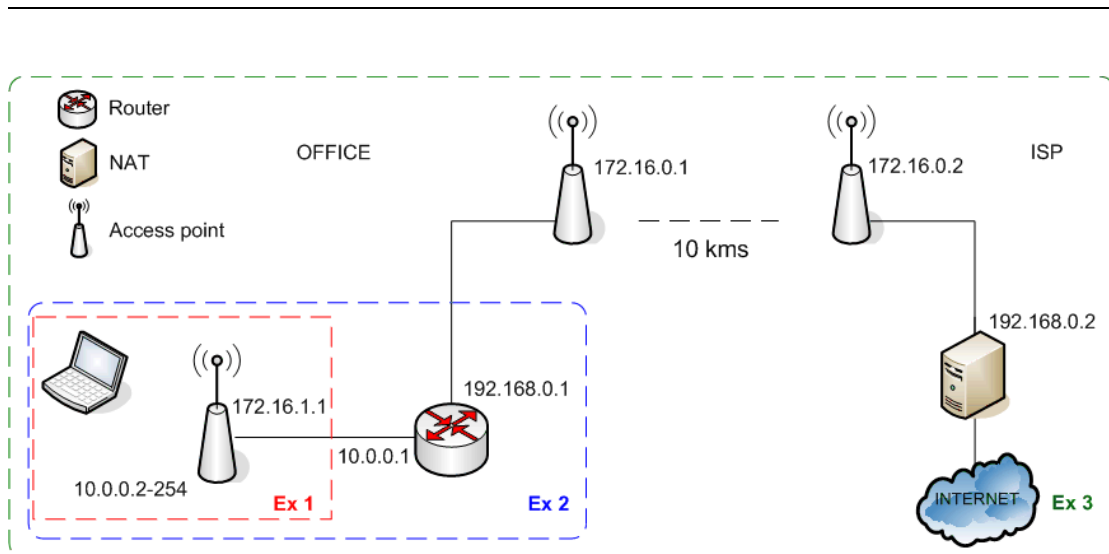 Router
NAT
Access point
OFFICE
172.16.0.1
10 kms
172.16.0.2
ISP
192.168.0.2
172.16.1.1
192.168.0.1
10.0.0.1
10.0.0.2-254
Ex 1
Ex 2
INTERNET
Ex 3